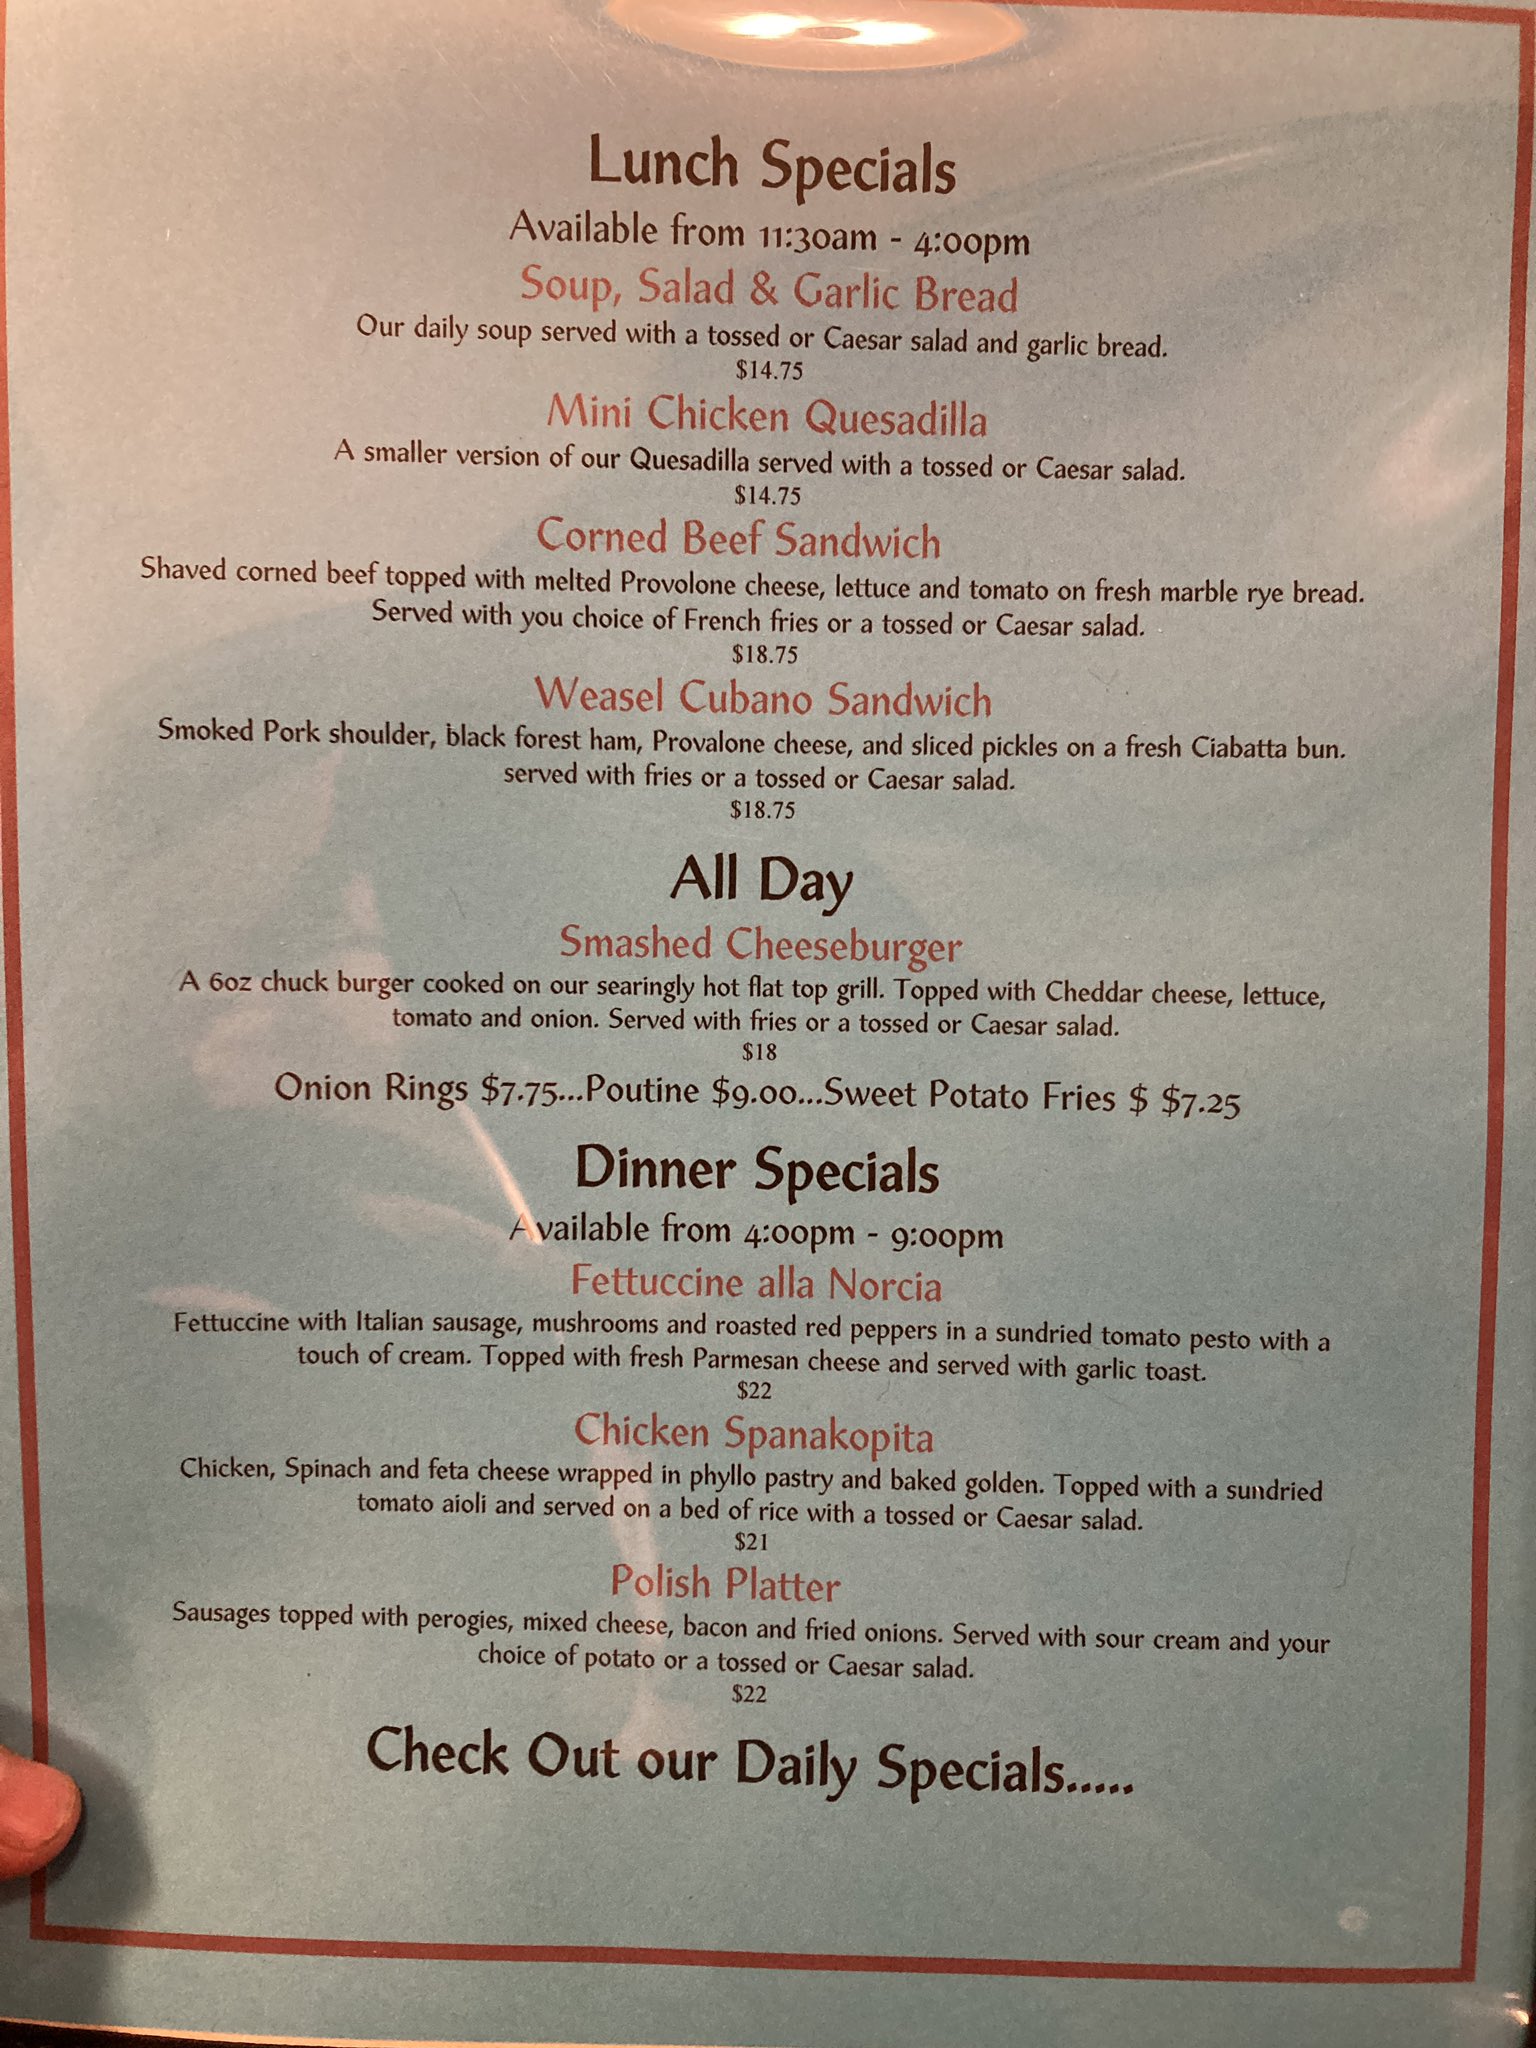 Lunch Specials
Available from 11:30am - 4:00pm
Soup, Salad & Garlic Bread
Our daily soup served with a tossed or Caesar salad and garlic bread.
$14.75
Mini Chicken Quesadilla
A smaller version of our Quesadilla served with a tossed or Caesar salad.
$14.75
Corned Beef Sandwich
Shaved corned beef topped with melted Provolone cheese, lettuce and tomato on fresh marble rye bread.
Served with you choice of French fries or a tossed or Caesar salad.
$18.75
Weasel Cubano Sandwich
Smoked Pork shoulder, black forest ham, Provalone cheese, and sliced pickles on a fresh Ciabatta bun.
served with fries or a tossed or Caesar salad.
$18.75
All Day
Smashed Cheeseburger
A 6oz chuck burger cooked on our searingly hot flat top grill. Topped with Cheddar cheese, lettuce,
tomato and onion. Served with fries or a tossed or Caesar salad.
$18
Onion Rings $7.75...Poutine $9.00...Sweet Potato Fries $ $7.25
Dinner Specials
Available from 4:00pm - 9:00pm
Fettuccine alla Norcia
Fettuccine with Italian sausage, mushrooms and roasted red peppers in a sundried tomato pesto with a
touch of cream. Topped with fresh Parmesan cheese and served with garlic toast.
$22
Chicken Spanakopita
Chicken, Spinach and feta cheese wrapped in phyllo pastry and baked golden. Topped with a sundried
tomato aioli and served on a bed of rice with a tossed or Caesar salad.
$21
Polish Platter
Sausages topped with perogies, mixed cheese, bacon and fried onions. Served with sour cream and your
choice of potato or a tossed or Caesar salad.
$22
Check Out our Daily Specials.....